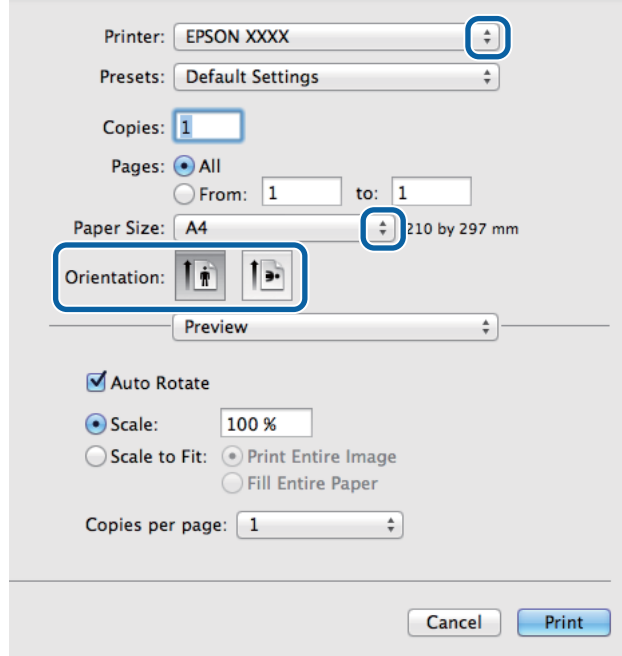 Printer: EPSON XXXX
Presets: Default Settings
Copies: 1
Pages: All
From: 1 to: 1
Paper Size: A4 210 by 297 mm
Orientation:
Preview
Auto Rotate
Scale: 100 %
Scale to Fit: Print Entire Image
Fill Entire Paper
Copies per page: 1
Cancel Print